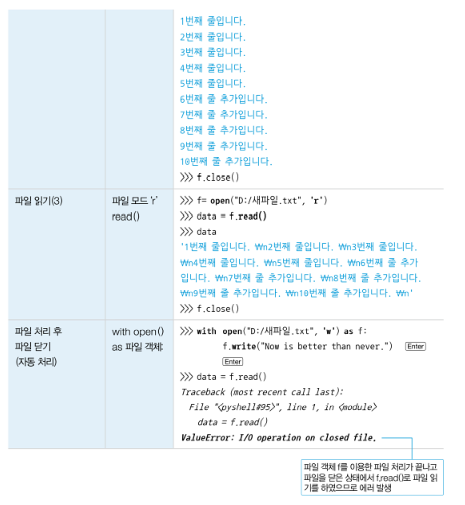 1번째 줄입니다.
2번째 줄입니다.
3번째 줄입니다.
4번째 줄입니다.
5번째 줄입니다.
6번째 줄 추가입니다.
7번째 줄 추가입니다.
8번째 줄 추가입니다.
9번째 줄 추가입니다.
10번째 줄 추가입니다.
>>> f.close()
파일 읽기(3)
파일 모드 'r'
read()
>>> f= open("D:/새파일.txt", 'r')
>>> data = f.read()
>>> data
'1번째 줄입니다. ₩n2번째 줄입니다. ₩n3번째 줄입니다.
₩n4번째 줄입니다. ₩n5번째 줄입니다. ₩n6번째 줄 추가
입니다. ₩n7번째 줄 추가입니다. ₩n8번째 줄 추가입니다.
₩n9번째 줄 추가입니다. ₩n10번째 줄 추가입니다. ₩n'
>>> f.close()
파일 처리 후
파일 닫기
(자동 처리)
with open()
as 파일 객체:
>>> with open("D:/새파일.txt", 'w') as f:
f.write("Now is better than never.") Enter
Enter
>>> data = f.read()
Traceback (most recent call last):
File "<pyshell#95>", line 1, in <module>
data = f.read()
ValueError: I/O operation on closed file.
파일 객체 f를 이용한 파일 처리가 끝나고
파일을 닫은 상태에서 f.read()로 파일 읽
기를 하였으므로 에러 발생